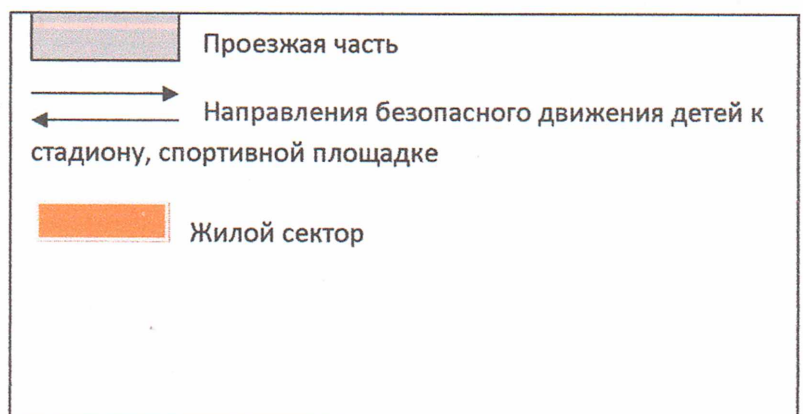 Проезжая часть
Направления безопасного движения детей к
стадиону, спортивной площадке
Жилой сектор